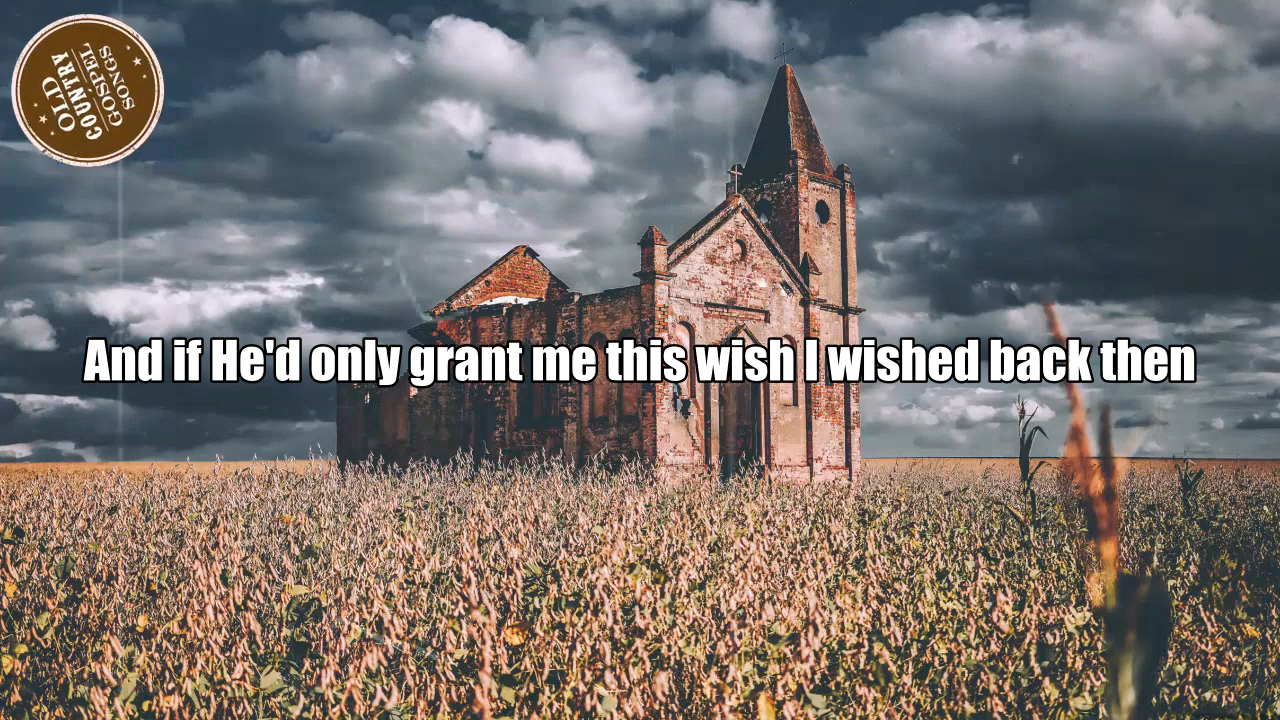 OLD
COUNTRY
GOSPEL
SONGS
And if He'd only grant me this wish I wished back then